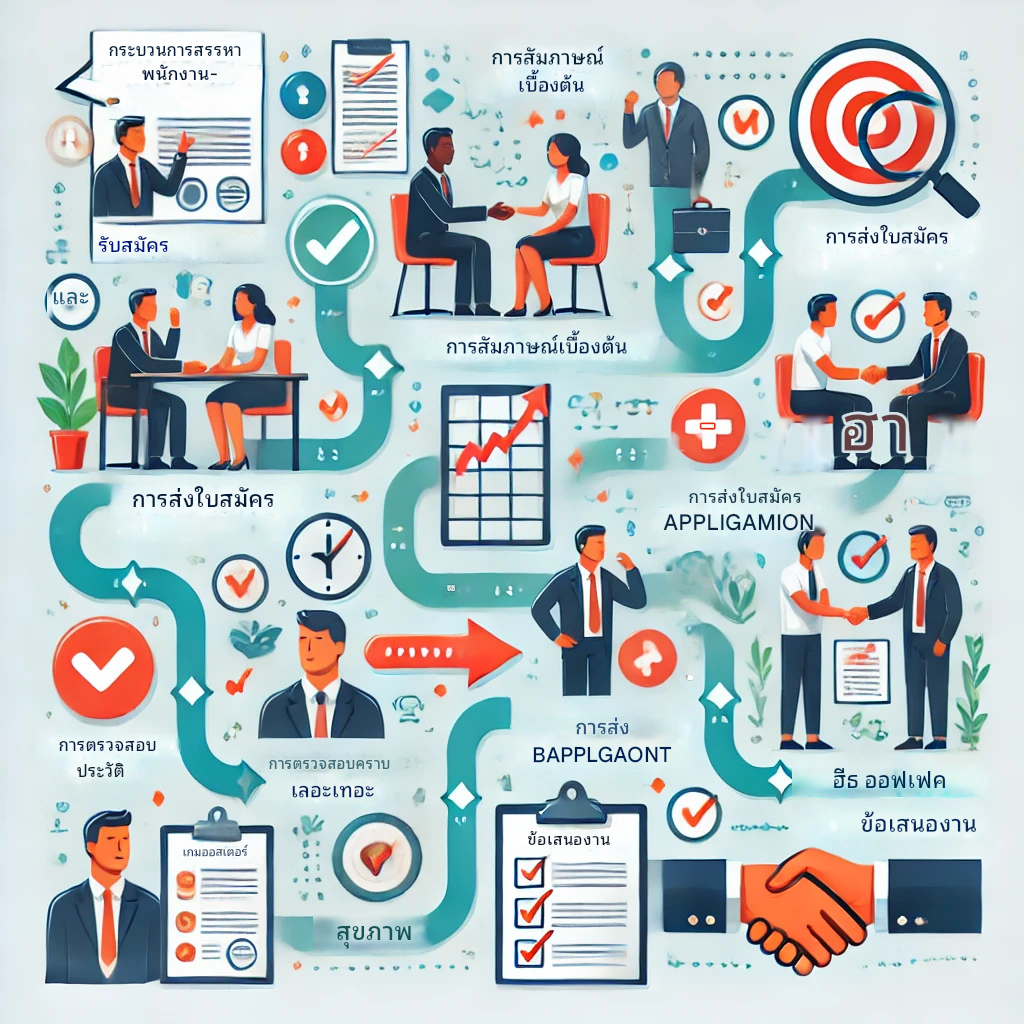 กระบวนการสรรหา
พนักงาน-
การสัมภาษณ์
เบื้องต้น
รับสมัคร
การส่งใบสมัคร
และ
การสัมภาษณ์เบื้องต้น
ฮา
การส่งใบสมัคร
การส่งใบสมัคร
APPLIGAMION
การส่ง
BAPPLGAONT
การตรวจสอบ
ประวัติ
การตรวจสอบคราบ
เลอะเทอะ
ฮีธ ออฟเฟค
ข้อเสนองาน
เกมออสเตอร์
ข้อเสนองาน
สุขภาพ